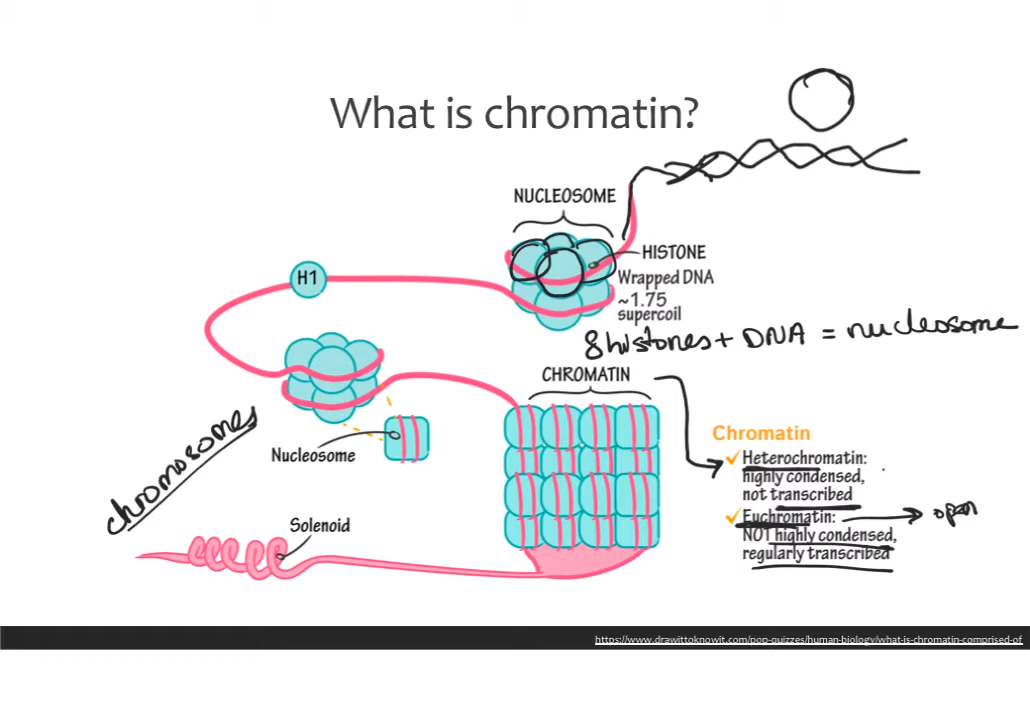 What is chromatin?
NUCLEOSOME
HISTONE
Wrapped DNA
~1.75
supercoil
H1
8 histones + DNA = nucleosome
CHROMATIN
Nucleosome
chromosomes
Solenoid
Chromatin
✓ Heterochromatin:
highly condensed,
not transcribed
✓ Euchromatin: → open
NOT highly condensed,
regularly transcribed
https://www.drawittoknowit.com/pop-quizzes/human-biology/what-is-chromatin-comprised-of